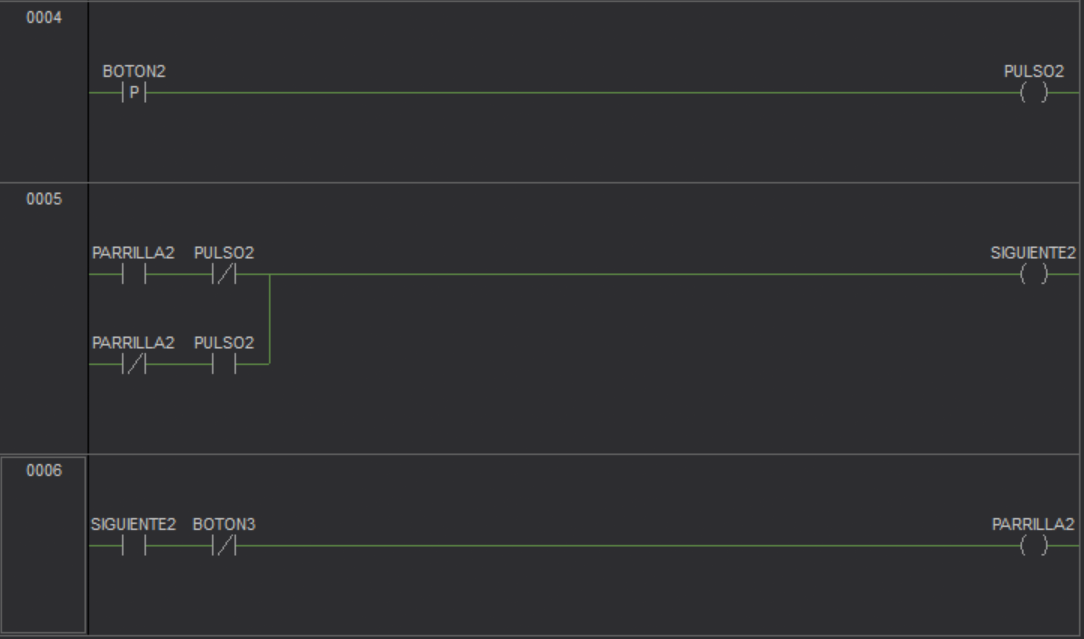 0004
BOTON2 PULSO2
P
0005
PARRILLA2 PULSO2 SIGUIENTE2
PARRILLA2 PULSO2
0006
SIGUIENTE2 BOTON3 PARRILLA2